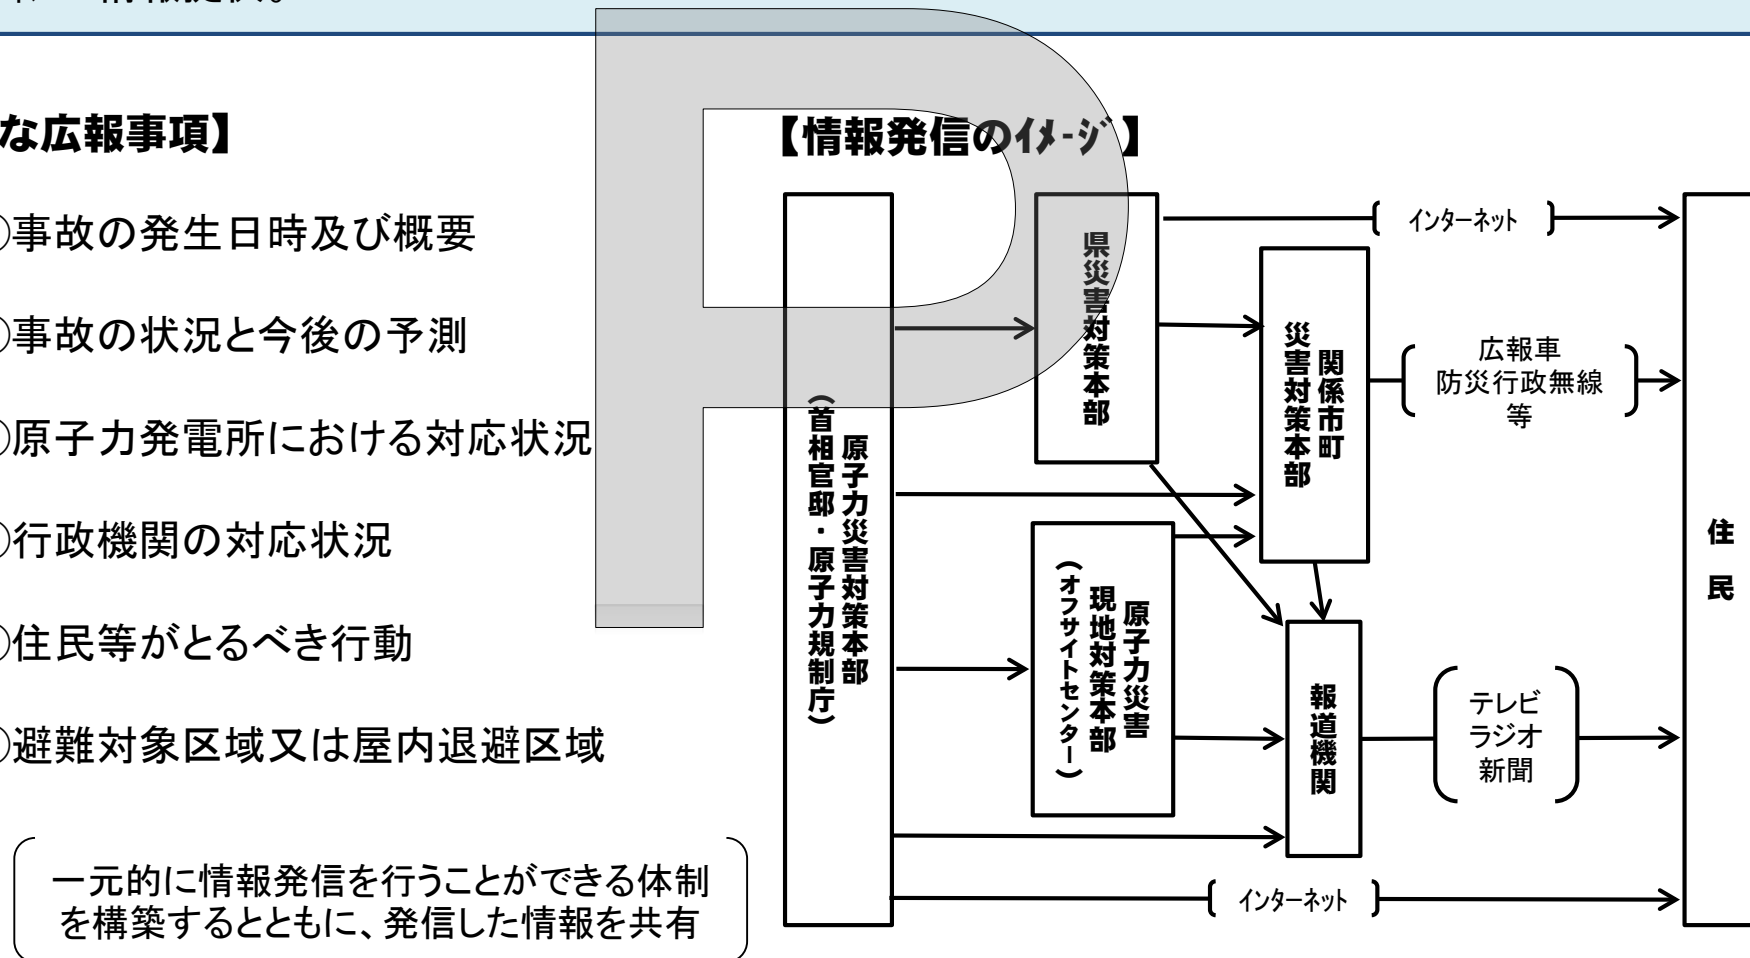 な広報事項】
事故の発生日時及び概要
事故の状況と今後の予測
原子力発電所における対応状況
行政機関の対応状況
住民等がとるべき行動
避難対象区域又は屋内退避区域
一元的に情報発信を行うことができる体制
を構築するとともに、発信した情報を共有
【情報発信のｲﾒｰｼﾞ】
原子力災害対策本部
（首相官邸・原子力規制庁）
県災害対策本部
原子力災害
現地対策本部
（オフサイトセンター）
関係市町
災害対策本部
報道機関
インターネット
広報車
防災行政無線
等
テレビ
ラジオ
新聞
インターネット
住民
P